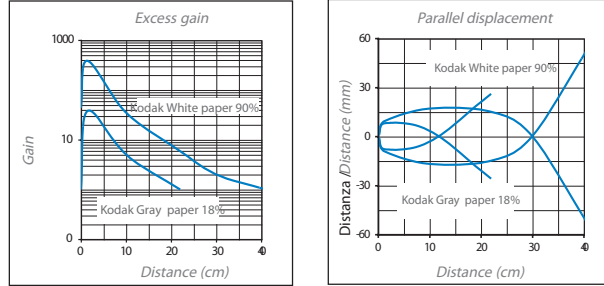 Excess gain
1000
Kodak White paper 90%
10
Gain
Kodak Gray paper 18%
0
0 10 20 30 40
Distance (cm)
Parallel displacement
60
Kodak White paper 90%
30
Distanza /Distance (mm)
0
-30
Kodak Gray paper 18%
-60
0 10 20 30 40
Distance (cm)